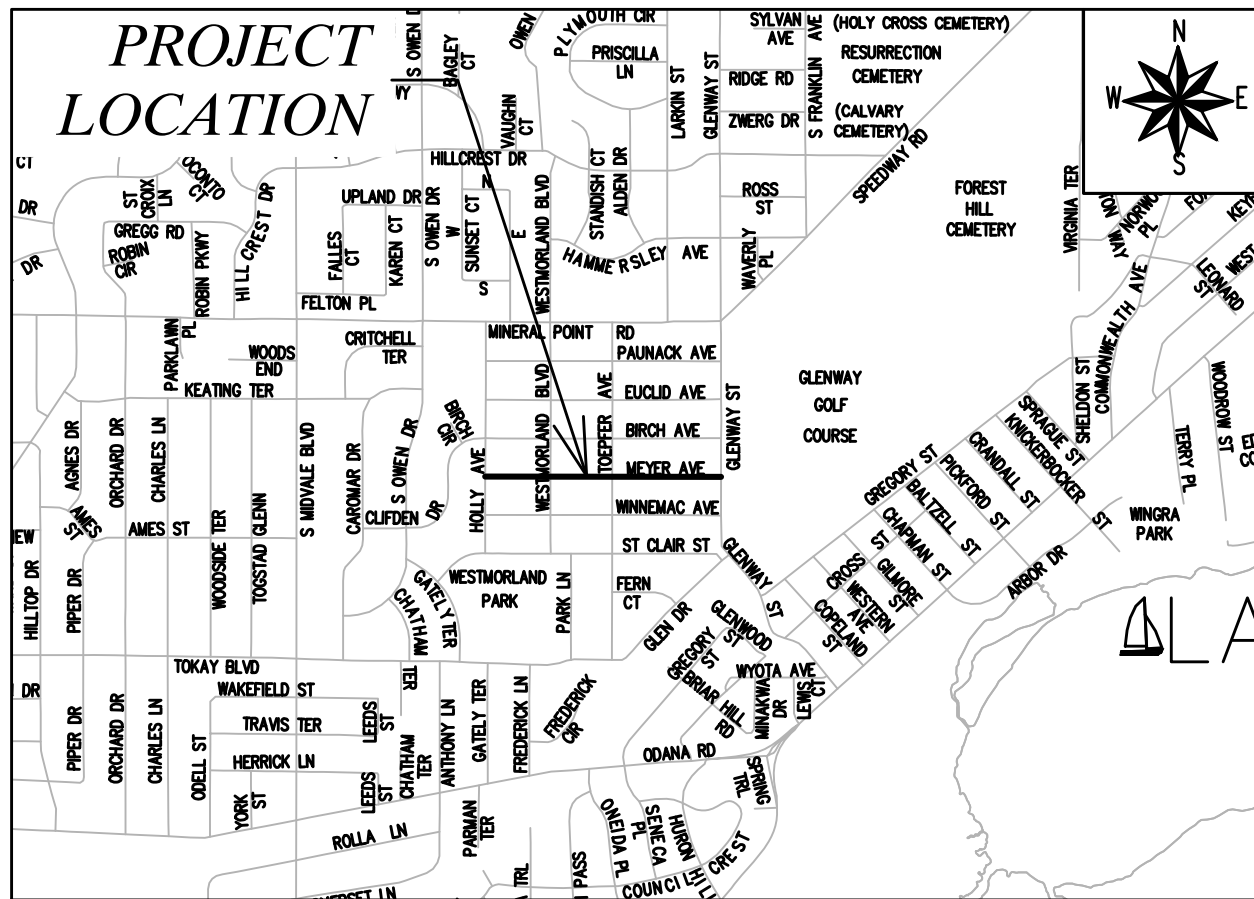 PROJECT
LOCATION
S OWEN D
BAGLEY
CT
OWEN
PLYMOUTH CIR
PRISCILLA
LN
SYLVAN
AVE
S FRANKLIN AVE
(HOLY CROSS CEMETERY)
RESURRECTION
CEMETERY
(CALVARY
CEMETERY)
RIDGE RD
ZWERG DR
LARKIN ST
GLENWAY ST
SPEEDWAY RD
N
W
E
S
VAUGHN
CT
HILLCREST DR
CT
DR
DR
ST
CROIX
LN
OCONTO
CT
GREGG RD
ROBIN
CIR
ROBIN PKWY
HILLCREST DR
UPLAND DR
FALLES
CT
KAREN CT
S OWEN DR
N
W
SUNSET CT
E
S
WESTMORLAND BLVD
STANDISH CT
ALDEN DR
HAMMERSLEY AVE
ROSS
ST
WAVERLY
PL
FOREST
HILL
CEMETERY
VIRGINIA TER
TON WAY
NORWO
PL
FO
KEY
WEST
LEONARD
ST
COMMONWEALTH AVE
SHELDON ST
FELTON PL
PARKLAWN
PL
WOODS
END
KEATING TER
CRITCHELL
TER
MINERAL POINT RD
PAUNACK AVE
EUCLID AVE
BIRCH AVE
MEYER AVE
WINNEMAC AVE
ST CLAIR ST
WESTMORLAND BLVD
TOEPFER AVE
GLENWAY ST
GLENWAY
GOLF
COURSE
BIRCH
CIR
HOLLY AVE
S OWEN DR
CLIFDEN DR
CAROMAR DR
S MIDVALE BLVD
AGNES DR
ORCHARD DR
CHARLES LN
AMES
ST
AMES ST
WOODSIDE TER
TOGSTAD GLENN
HILLTOP DR
PIPER DR
GATELY TER
CHATHAM
TER
WESTMORLAND
PARK
PARK LN
FERN
CT
GLEN DR
GLENWAY ST
GREGORY ST
SPRAGUE ST
KNICKERBOCKER ST
CRANDALL ST
PICKFORD ST
BALTZELL ST
CHAPMAN ST
CROSS ST
GILMORE
ST
WESTERN
AVE
COPELAND
ST
TERRY PL
WOODROW ST
WINGRA
PARK
ARBOR DR
LA
TOKAY BLVD
DR
WAKEFIELD ST
TRAVIS TER
HERRICK LN
PIPER DR
ORCHARD DR
CHARLES LN
ODELL ST
YORK
ST
LEEDS
ST
LEEDS
ST
CHATHAM
TER
ANTHONY LN
GATELY TER
FREDERICK LN
FREDERICK
CIR
GLENWOOD
ST
GREGORY
ST
BRIAR HILL
RD
WYOTA AVE
MINAKWA
DR
LEWIS
CT
ODANA RD
SPRING
TRL
ROLLA LN
PARMAN
TER
TRL
PASS
ONEIDA PL
SENECA
PL
HURON
HILL
COUNCIL
CREST